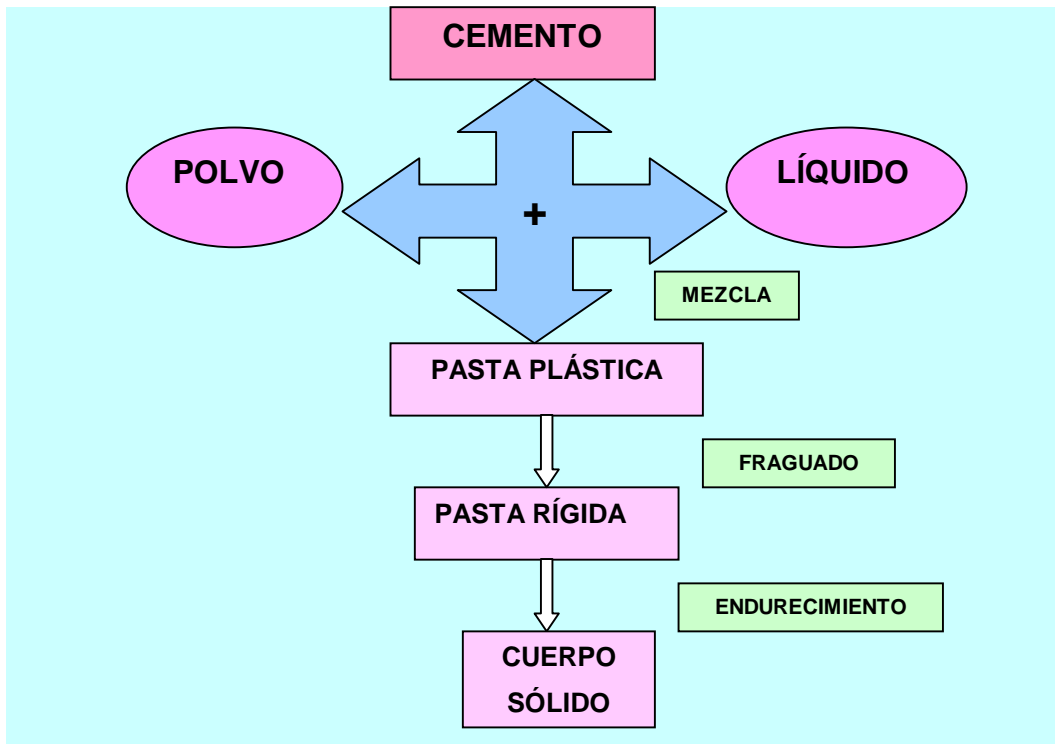 CEMENTO
POLVO
LÍQUIDO
+
MEZCLA
PASTA PLÁSTICA
FRAGUADO
PASTA RÍGIDA
ENDURECIMIENTO
CUERPO
SÓLIDO